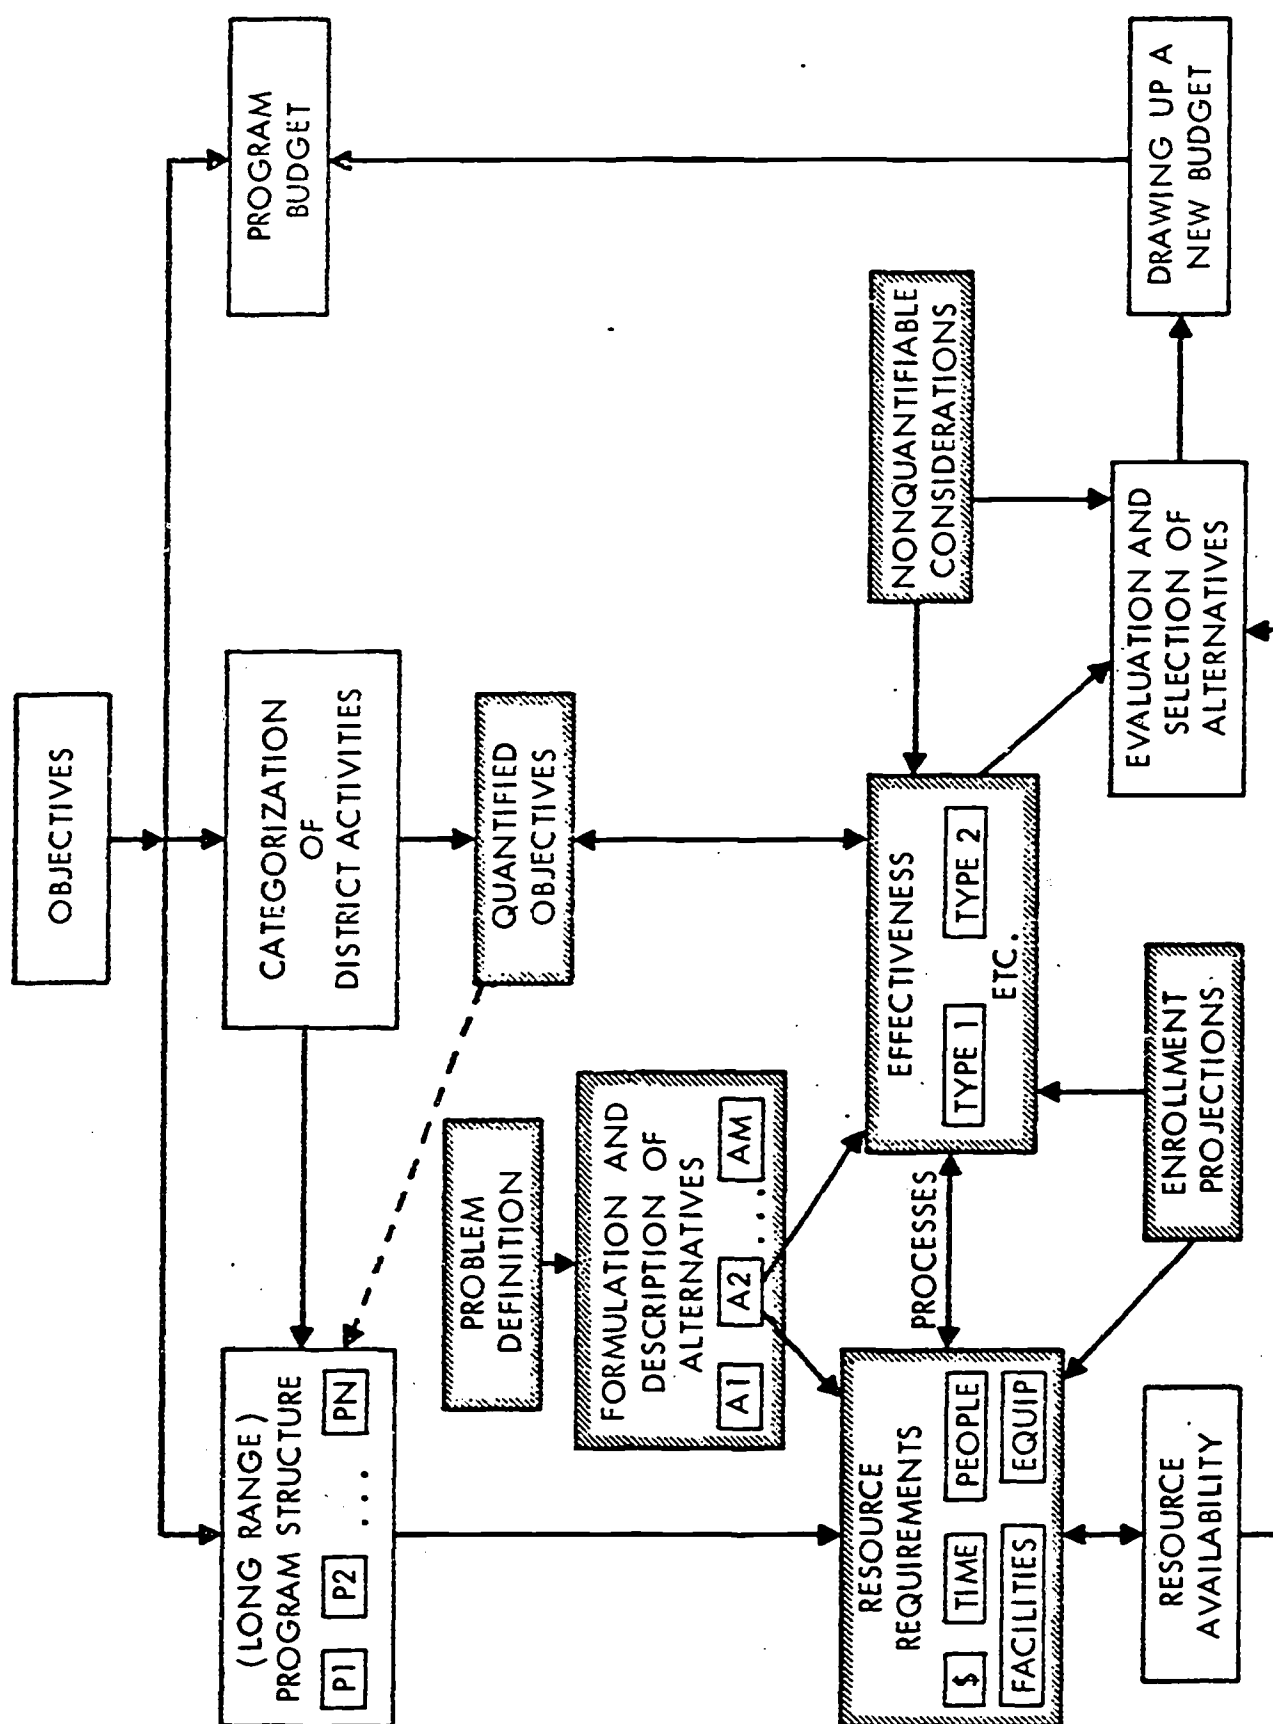 OBJECTIVES
(LONG RANGE)
PROGRAM STRUCTURE
P1 P2 ... PN
CATEGORIZATION
OF
DISTRICT ACTIVITIES
PROGRAM
BUDGET
PROBLEM
DEFINITION
QUANTIFIED
OBJECTIVES
FORMULATION AND
DESCRIPTION OF
ALTERNATIVES
A1 A2 .... AM
RESOURCE
REQUIREMENTS
$ TIME PEOPLE
FACILITIES EQUIP
PROCESSES
EFFECTIVENESS
TYPE 1 TYPE 2
ETC.
NONQUANTIFIABLE
CONSIDERATIONS
RESOURCE
AVAILABILITY
ENROLLMENT
PROJECTIONS
EVALUATION AND
SELECTION OF
ALTERNATIVES
DRAWING UP A
NEW BUDGET